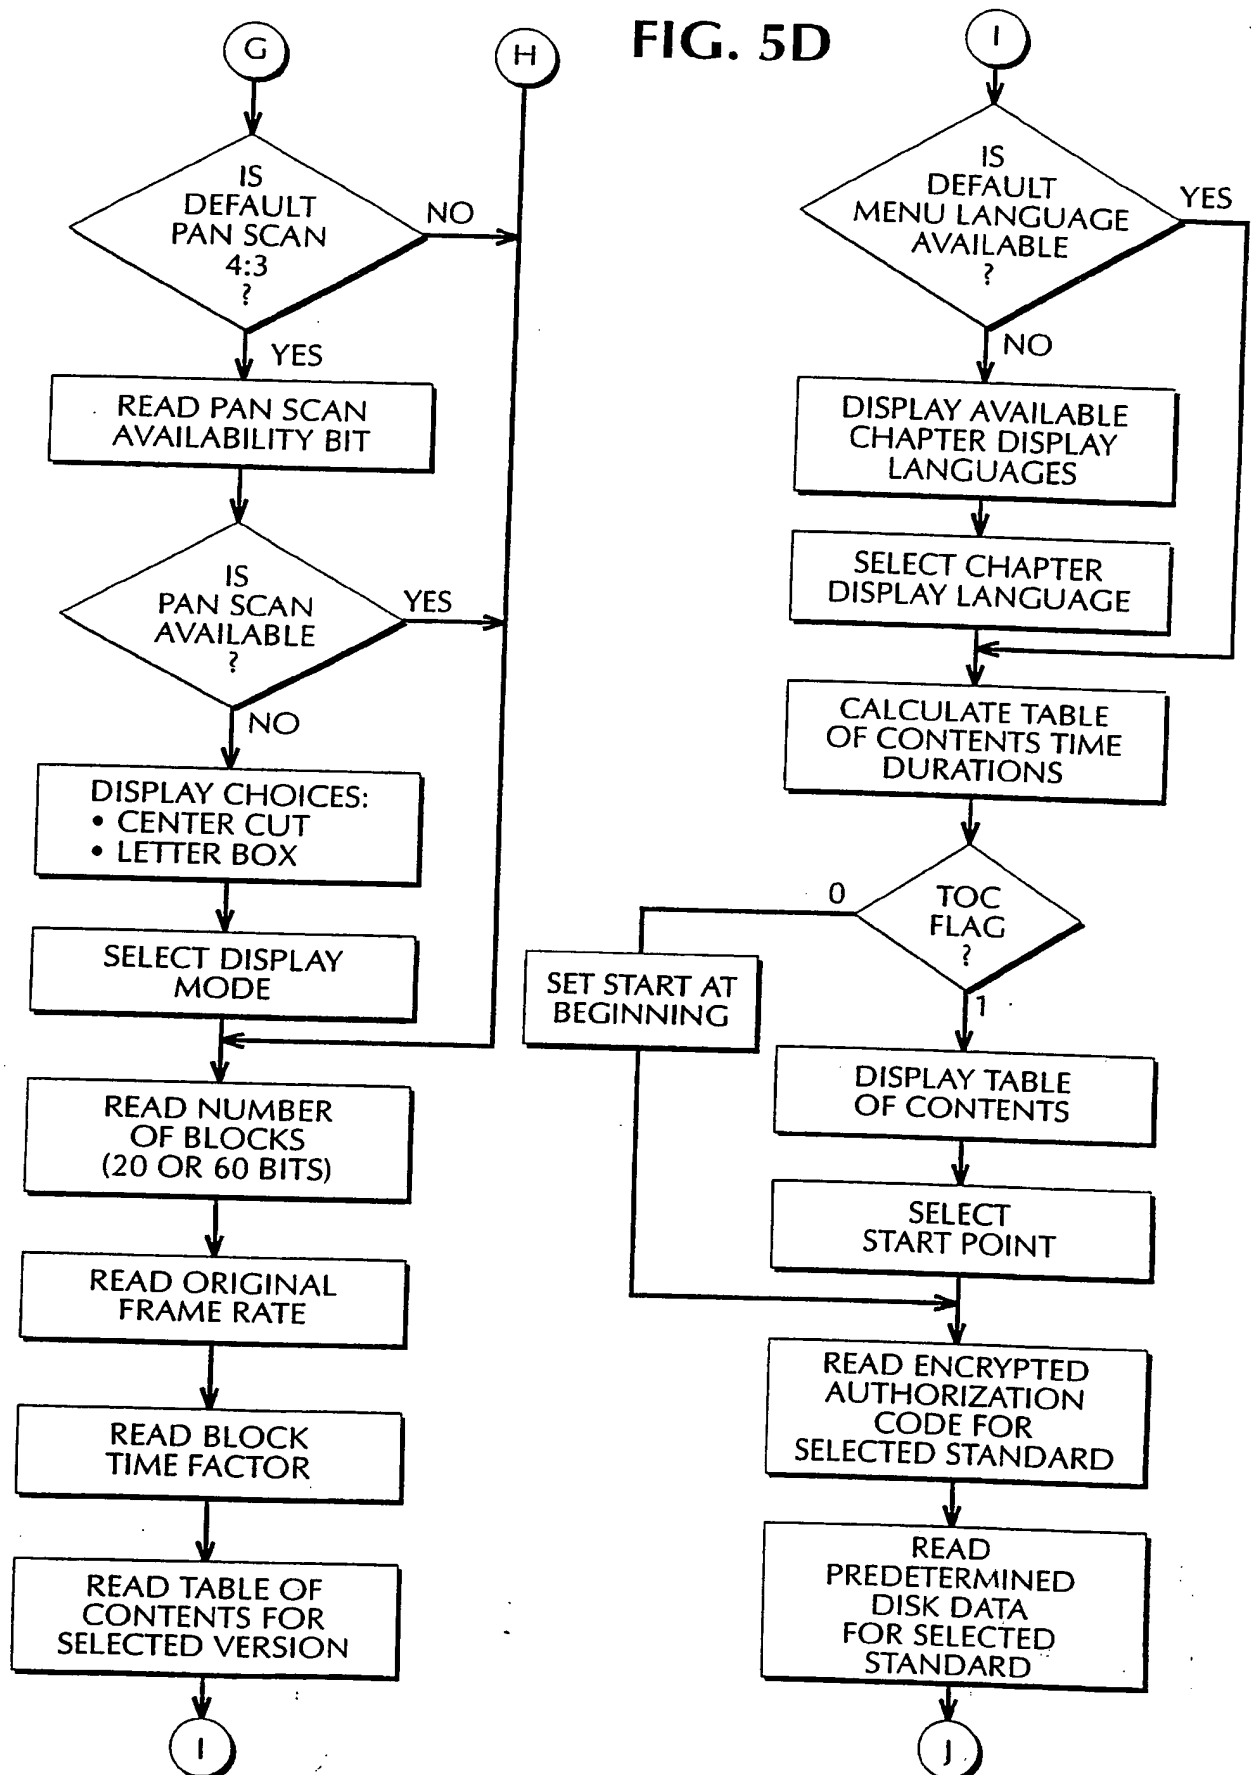 FIG. 5D
G
H
IS
DEFAULT
PAN SCAN
4:3
?
NO
YES
READ PAN SCAN
AVAILABILITY BIT
IS
PAN SCAN
AVAILABLE
?
YES
NO
DISPLAY CHOICES:
• CENTER CUT
• LETTER BOX
SELECT DISPLAY
MODE
READ NUMBER
OF BLOCKS
(20 OR 60 BITS)
READ ORIGINAL
FRAME RATE
READ BLOCK
TIME FACTOR
READ TABLE OF
CONTENTS FOR
SELECTED VERSION
I
I
IS
DEFAULT
MENU LANGUAGE
AVAILABLE
?
YES
NO
DISPLAY AVAILABLE
CHAPTER DISPLAY
LANGUAGES
SELECT CHAPTER
DISPLAY LANGUAGE
CALCULATE TABLE
OF CONTENTS TIME
DURATIONS
TOC
FLAG
?
0
1
SET START AT
BEGINNING
DISPLAY TABLE
OF CONTENTS
SELECT
START POINT
READ ENCRYPTED
AUTHORIZATION
CODE FOR
SELECTED STANDARD
READ
PREDETERMINED
DISK DATA
FOR SELECTED
STANDARD
J